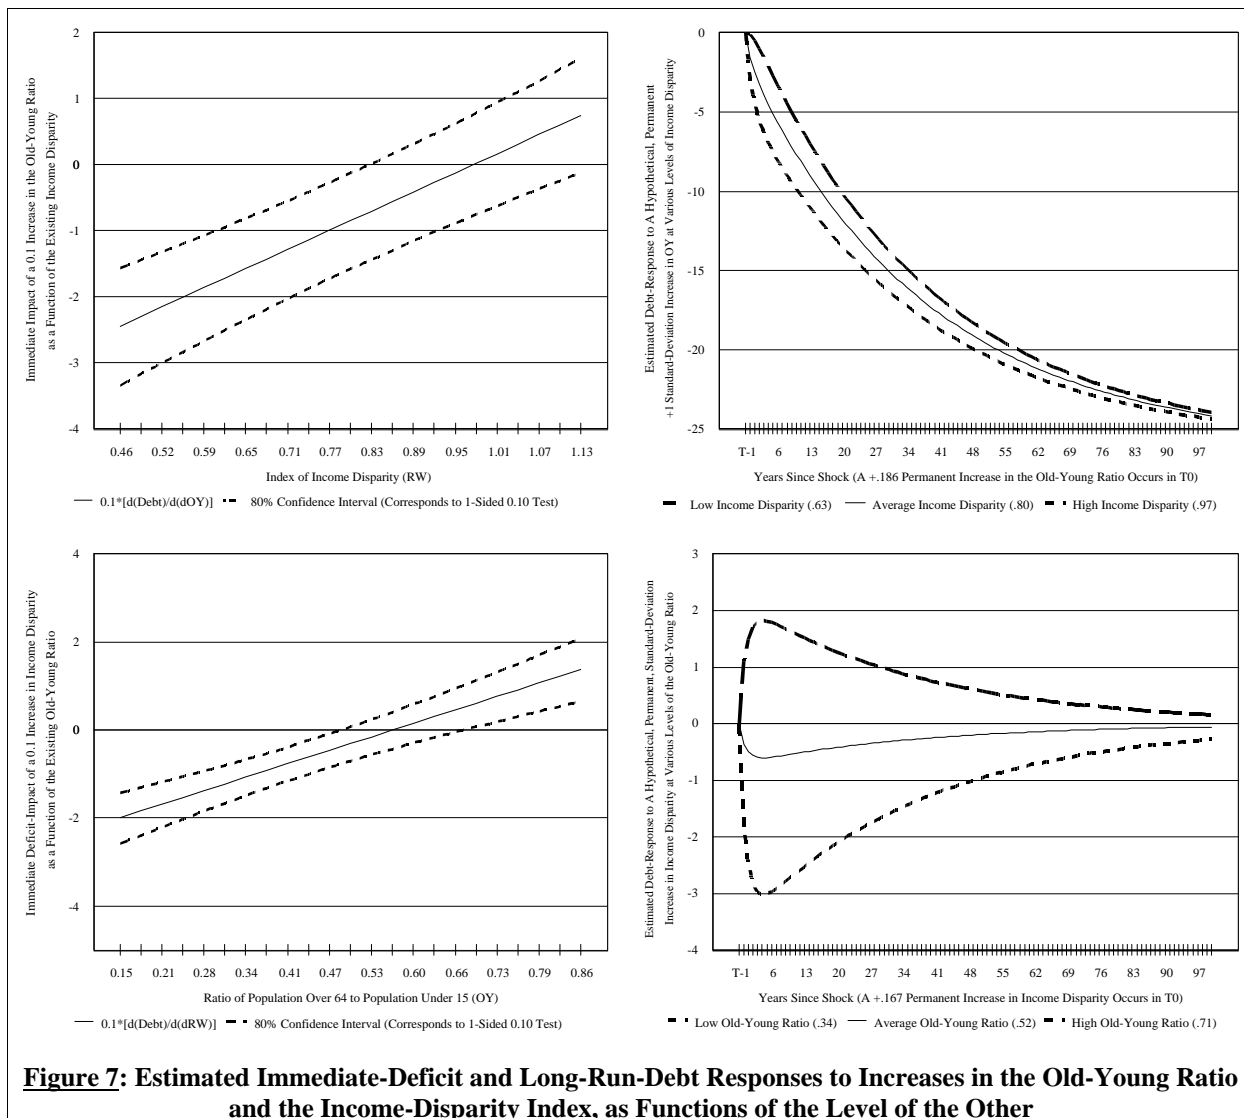 Immediate Impact of a 0.1 Increase in the Old-Young Ratio
as a Function of the Existing Income Disparity
2
1
0
-1
-2
-3
-4
0.46 0.52 0.59 0.65 0.71 0.77 0.83 0.89 0.95 1.01 1.07 1.13
Index of Income Disparity (RW)
0.1*[d(Debt)/d(dOY)] 80% Confidence Interval (Corresponds to 1-Sided 0.10 Test)
Estimated Debt-Response to A Hypothetical, Permanent
+1 Standard-Deviation Increase in OY at Various Levels of Income Disparity
0
-5
-10
-15
-20
-25
T-1 6 13 20 27 34 41 48 55 62 69 76 83 90 97
Years Since Shock (A +.186 Permanent Increase in the Old-Young Ratio Occurs in T0)
Low Income Disparity (.63) Average Income Disparity (.80) High Income Disparity (.97)
Immediate Deficit-Impact of a 0.1 Increase in Income Disparity
as a Function of the Existing Old-Young Ratio
4
2
0
-2
-4
0.15 0.21 0.28 0.34 0.41 0.47 0.53 0.60 0.66 0.73 0.79 0.86
Ratio of Population Over 64 to Population Under 15 (OY)
0.1*[d(Debt)/d(dRW)] 80% Confidence Interval (Corresponds to 1-Sided 0.10 Test)
Estimated Debt-Response to A Hypothetical, Permanent, Standard-Deviation
Increase in Income Disparity at Various Levels of the Old-Young Ratio
3
2
1
0
-1
-2
-3
-4
T-1 6 13 20 27 34 41 48 55 62 69 76 83 90 97
Years Since Shock (A +.167 Permanent Increase in Income Disparity Occurs in T0)
Low Old-Young Ratio (.34) Average Old-Young Ratio (.52) High Old-Young Ratio (.71)
Figure 7: Estimated Immediate-Deficit and Long-Run-Debt Responses to Increases in the Old-Young Ratio
and the Income-Disparity Index, as Functions of the Level of the Other